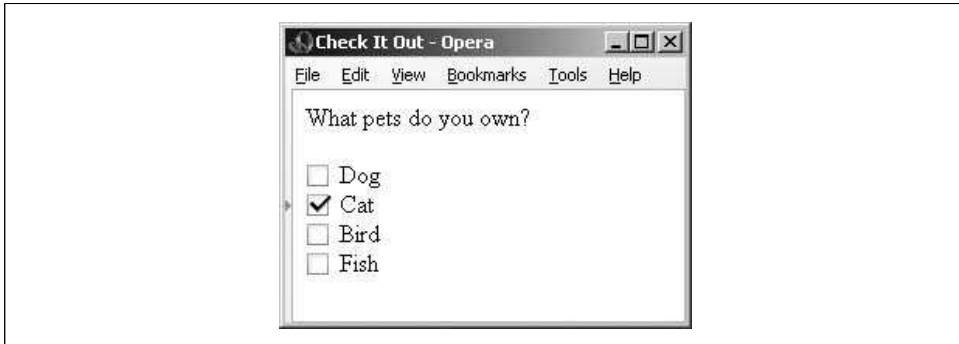 Check It Out - Opera
File Edit View Bookmarks Tools Help
What pets do you own?
Dog
Cat
Bird
Fish